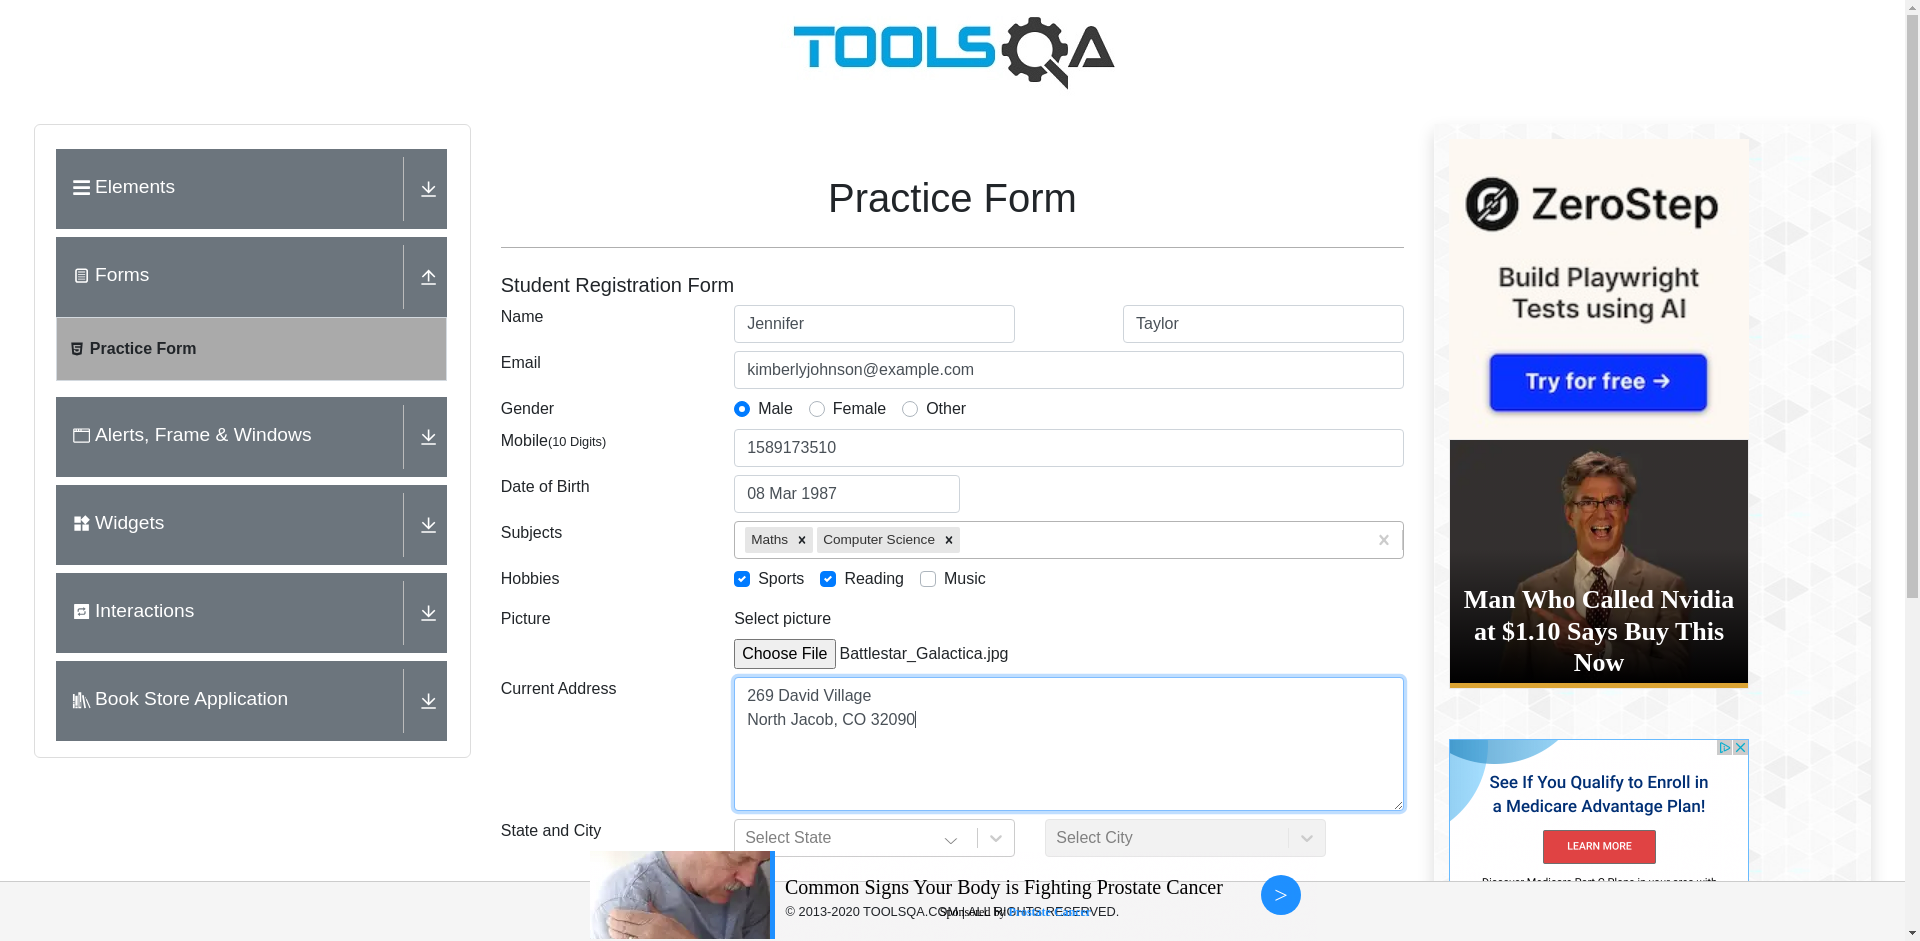 TOOLSQA
Elements
Forms
Practice Form
Alerts, Frame & Windows
Widgets
Interactions
Book Store Application
Practice Form
Student Registration Form
Name
Jennifer
Taylor
Email
kimberlyjohnson@example.com
Gender
Male
Female
Other
Mobile(10 Digits)
1589173510
Date of Birth
08 Mar 1987
Subjects
Maths
Computer Science
Hobbies
Sports
Reading
Music
Picture
Select picture
Choose File Battlestar_Galactica.jpg
Current Address
269 David Village
North Jacob, CO 32090
State and City
Select State
Select City
ZeroStep
Build Playwright
Tests using AI
Try for free →
Man Who Called Nvidia
at $1.10 Says Buy This
Now
See If You Qualify to Enroll in
a Medicare Advantage Plan!
LEARN MORE
Common Signs Your Body is Fighting Prostate Cancer
© 2013-2020 TOOLSQA.COM | ALL RIGHTS RESERVED.
Sponsored by
>